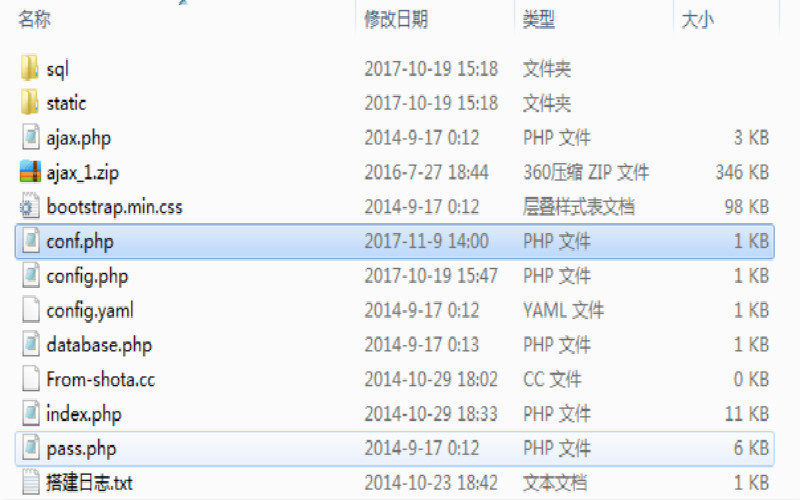 名称 修改日期 类型 大小
sql 2017-10-19 15:18 文件夹
static 2017-10-19 15:18 文件夹
ajax.php 2014-9-17 0:12 PHP 文件 3 KB
ajax_1.zip 2016-7-27 18:44 360压缩 ZIP 文件 346 KB
bootstrap.min.css 2014-9-17 0:12 层叠样式表文档 98 KB
conf.php 2017-11-9 14:00 PHP 文件 1 KB
config.php 2017-10-19 15:47 PHP 文件 1 KB
config.yaml 2014-9-17 0:12 YAML 文件 1 KB
database.php 2014-9-17 0:13 PHP 文件 1 KB
From-shota.cc 2014-10-29 18:02 CC 文件 0 KB
index.php 2014-10-29 18:33 PHP 文件 11 KB
pass.php 2014-9-17 0:12 PHP 文件 6 KB
搭建日志.txt 2014-10-23 18:42 文本文档 1 KB